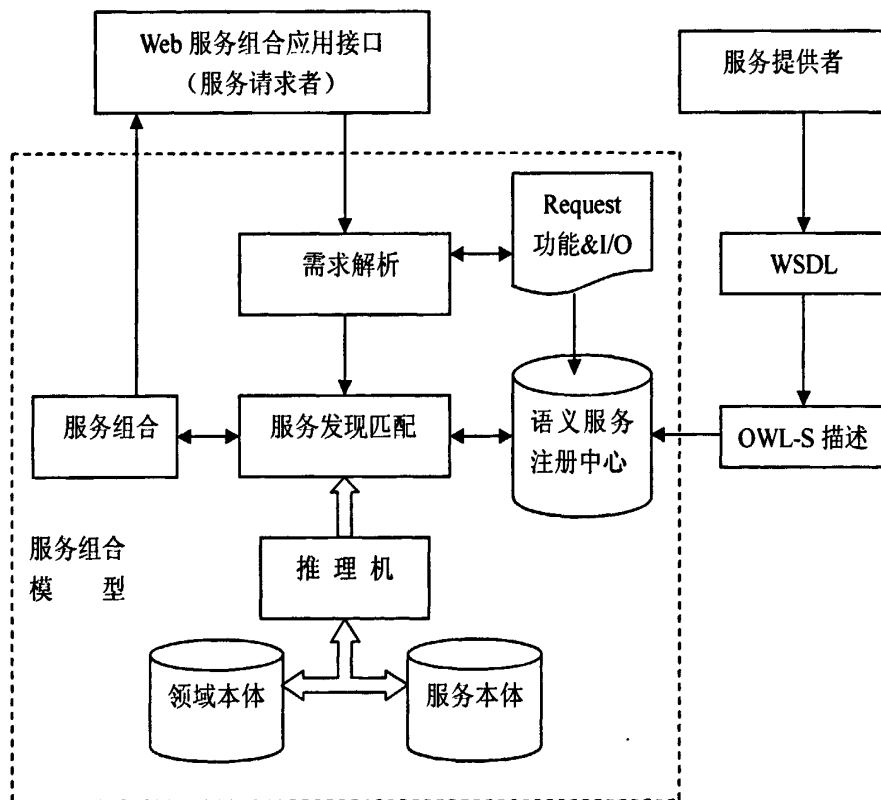 Web 服务组合应用接口
（服务请求者）
服务提供者
Request
功能&I/O
需求解析
WSDL
服务组合
服务发现匹配
语义服务
注册中心
OWL-S 描述
服务组合
模 型
推 理 机
领域本体
服务本体